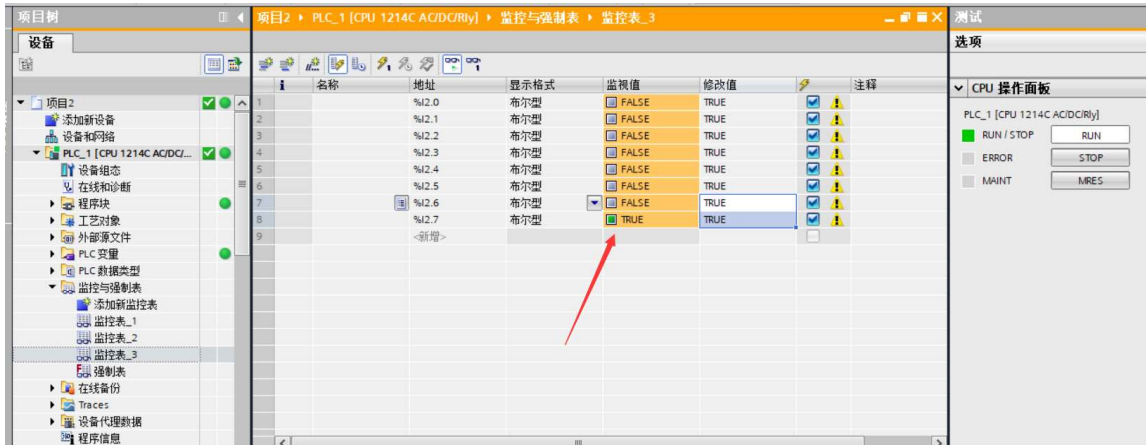 项目树
项目2 ▸ PLC_1 [CPU 1214C AC/DC/Rly] ▸ 监控与强制表 ▸ 监控表_3
测试
设备
选项
i 名称 地址 显示格式 监视值 修改值 注释
1 %I2.0 布尔型 FALSE TRUE
2 %I2.1 布尔型 FALSE TRUE
3 %I2.2 布尔型 FALSE TRUE
4 %I2.3 布尔型 FALSE TRUE
5 %I2.4 布尔型 FALSE TRUE
6 %I2.5 布尔型 FALSE TRUE
7 %I2.6 布尔型 FALSE TRUE
8 %I2.7 布尔型 TRUE TRUE
9 <新增>
项目2
添加新设备
设备和网络
PLC_1 [CPU 1214C AC/DC/...
设备组态
在线和诊断
程序块
工艺对象
外部源文件
PLC 变量
PLC 数据类型
监控与强制表
添加新监控表
监控表_1
监控表_2
监控表_3
强制表
在线备份
Traces
设备代理数据
程序信息
CPU 操作面板
PLC_1 [CPU 1214C AC/DC/Rly]
RUN / STOP RUN
ERROR STOP
MAINT MRES